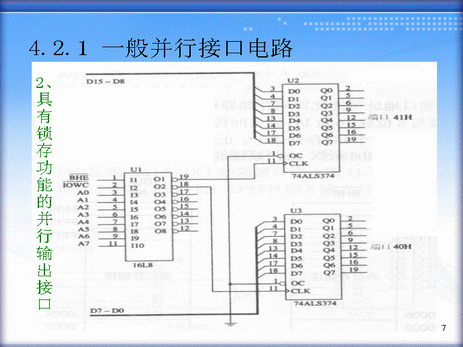 4.2.1 一般并行接口电路
2、具有锁存功能的并行输出接口
D15 – D8
U2
3 D0 Q0 2
4 D1 Q1 5
7 D2 Q2 6
8 D3 Q3 9
13 D4 Q4 12
14 D5 Q5 15
17 D6 Q6 16
18 D7 Q7 19
端口 41H
1 OC
11 CLK
74ALS374
U1
BHE 1 I1 O1 19
IOWC 2 I2 O2 18
A0 3 I3 O3 17
A1 4 I4 O4 16
A2 5 I5 O5 15
A3 6 I6 O6 14
A4 7 I7 O7 13
A5 8 I8 O8 12
A6 9 I9
A7 11 I10
16L8
U3
3 D0 Q0 2
4 D1 Q1 5
7 D2 Q2 6
8 D3 Q3 9
13 D4 Q4 12
14 D5 Q5 15
17 D6 Q6 16
18 D7 Q7 19
端口 40H
1 OC
11 CLK
74ALS374
D7 – D0
7